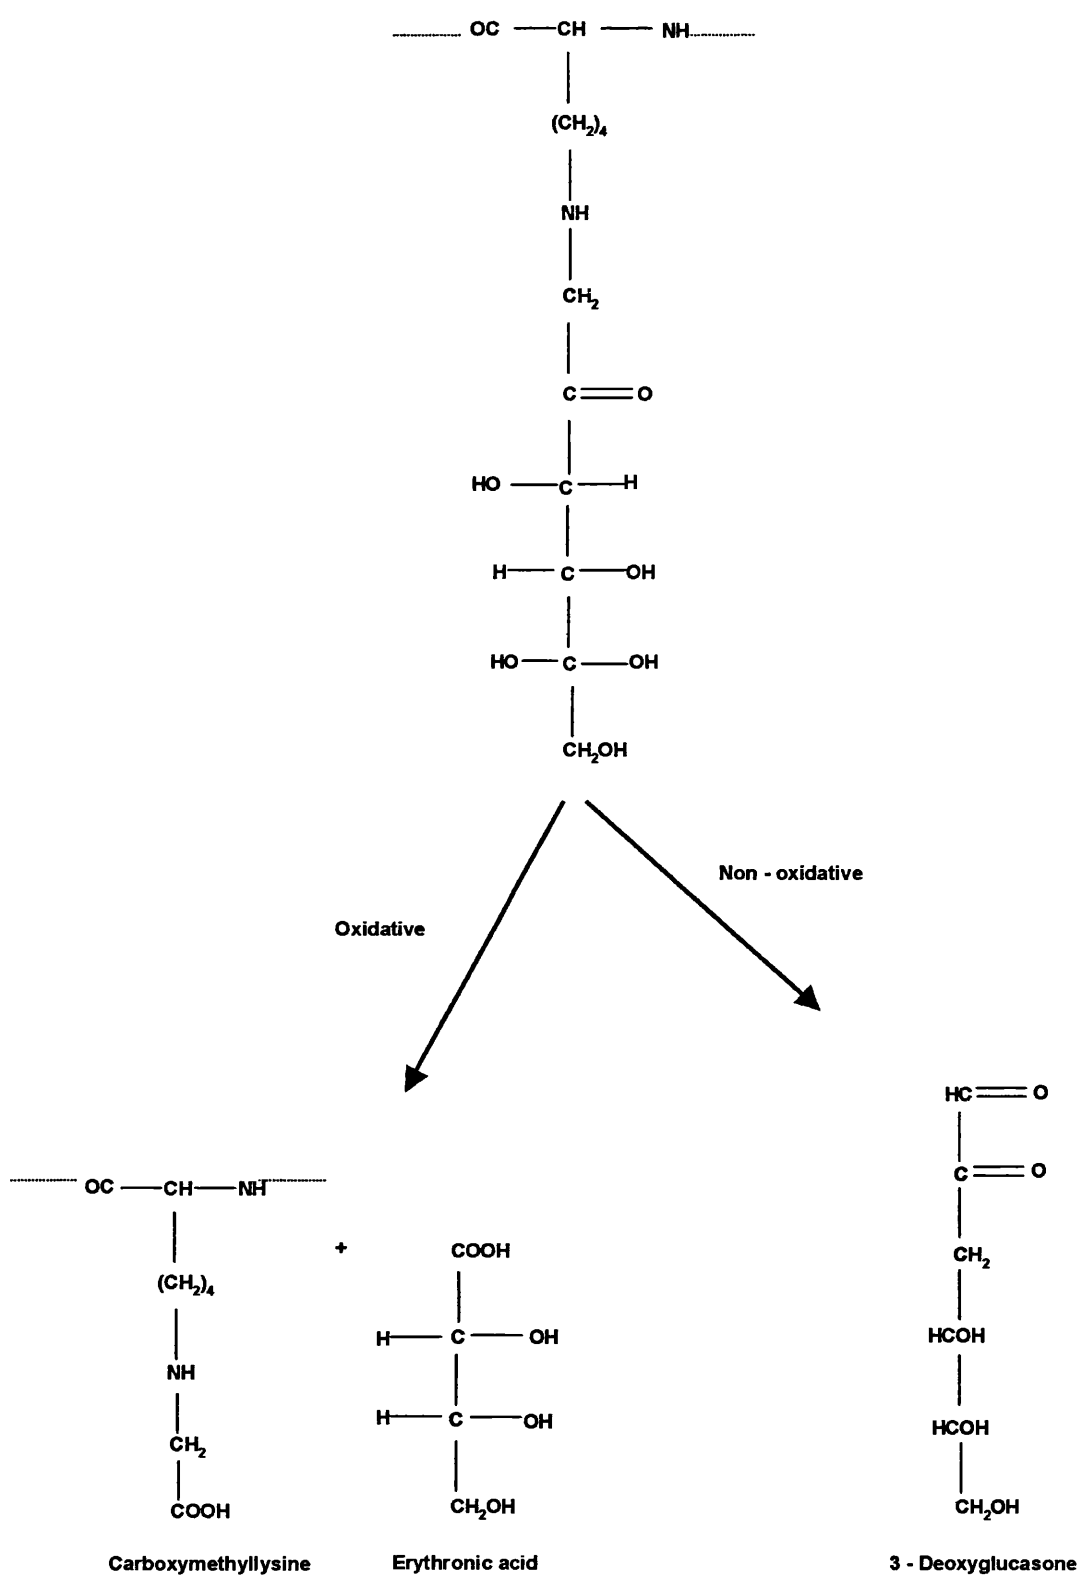 OC CH NH
(CH2)4
NH
CH2
C O
HO C H
H C OH
HO C OH
CH2OH
Non - oxidative
Oxidative
HC O
C O
OC CH NH
CH2
+
COOH
(CH2)4
HCOH
H C OH
NH
H C OH
HCOH
CH2
COOH
CH2OH
CH2OH
Carboxymethyllysine
Erythronic acid
3 - Deoxyglucasone